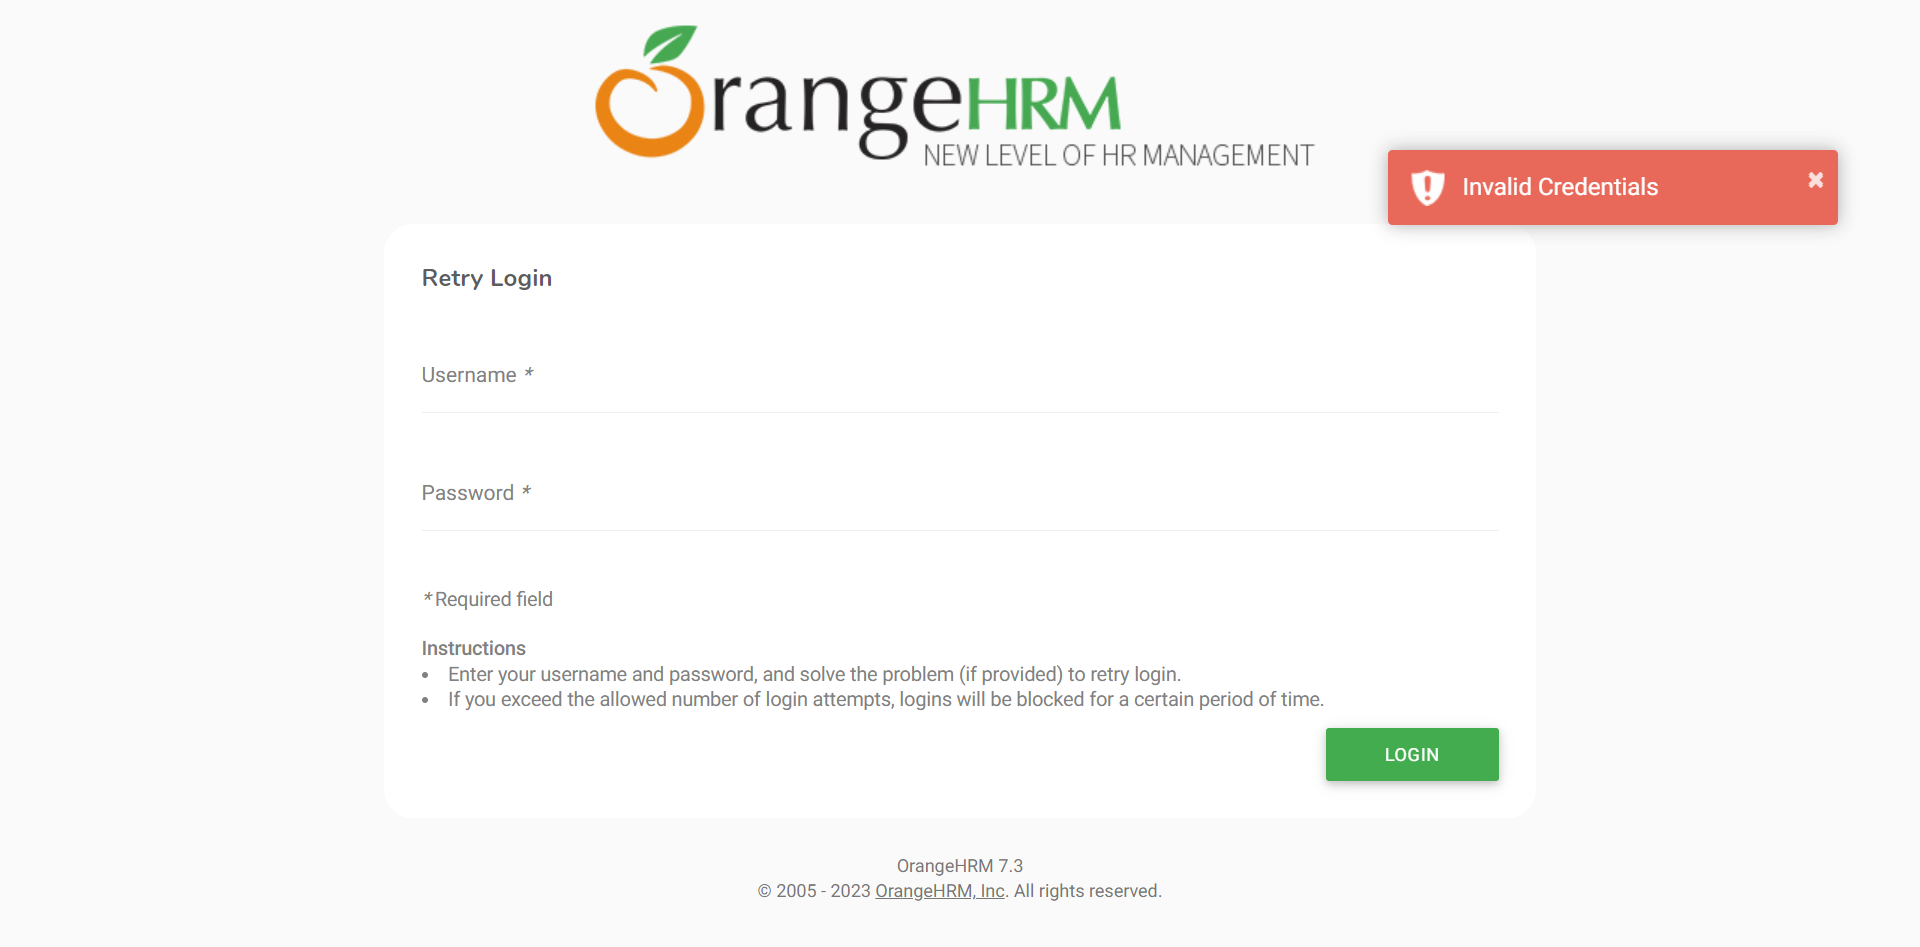 OrangeHRM
NEW LEVEL OF HR MANAGEMENT
Invalid Credentials
Retry Login
Username *
Password *
* Required field
Instructions
• Enter your username and password, and solve the problem (if provided) to retry login.
• If you exceed the allowed number of login attempts, logins will be blocked for a certain period of time.
LOGIN
OrangeHRM 7.3
© 2005 - 2023 OrangeHRM, Inc. All rights reserved.